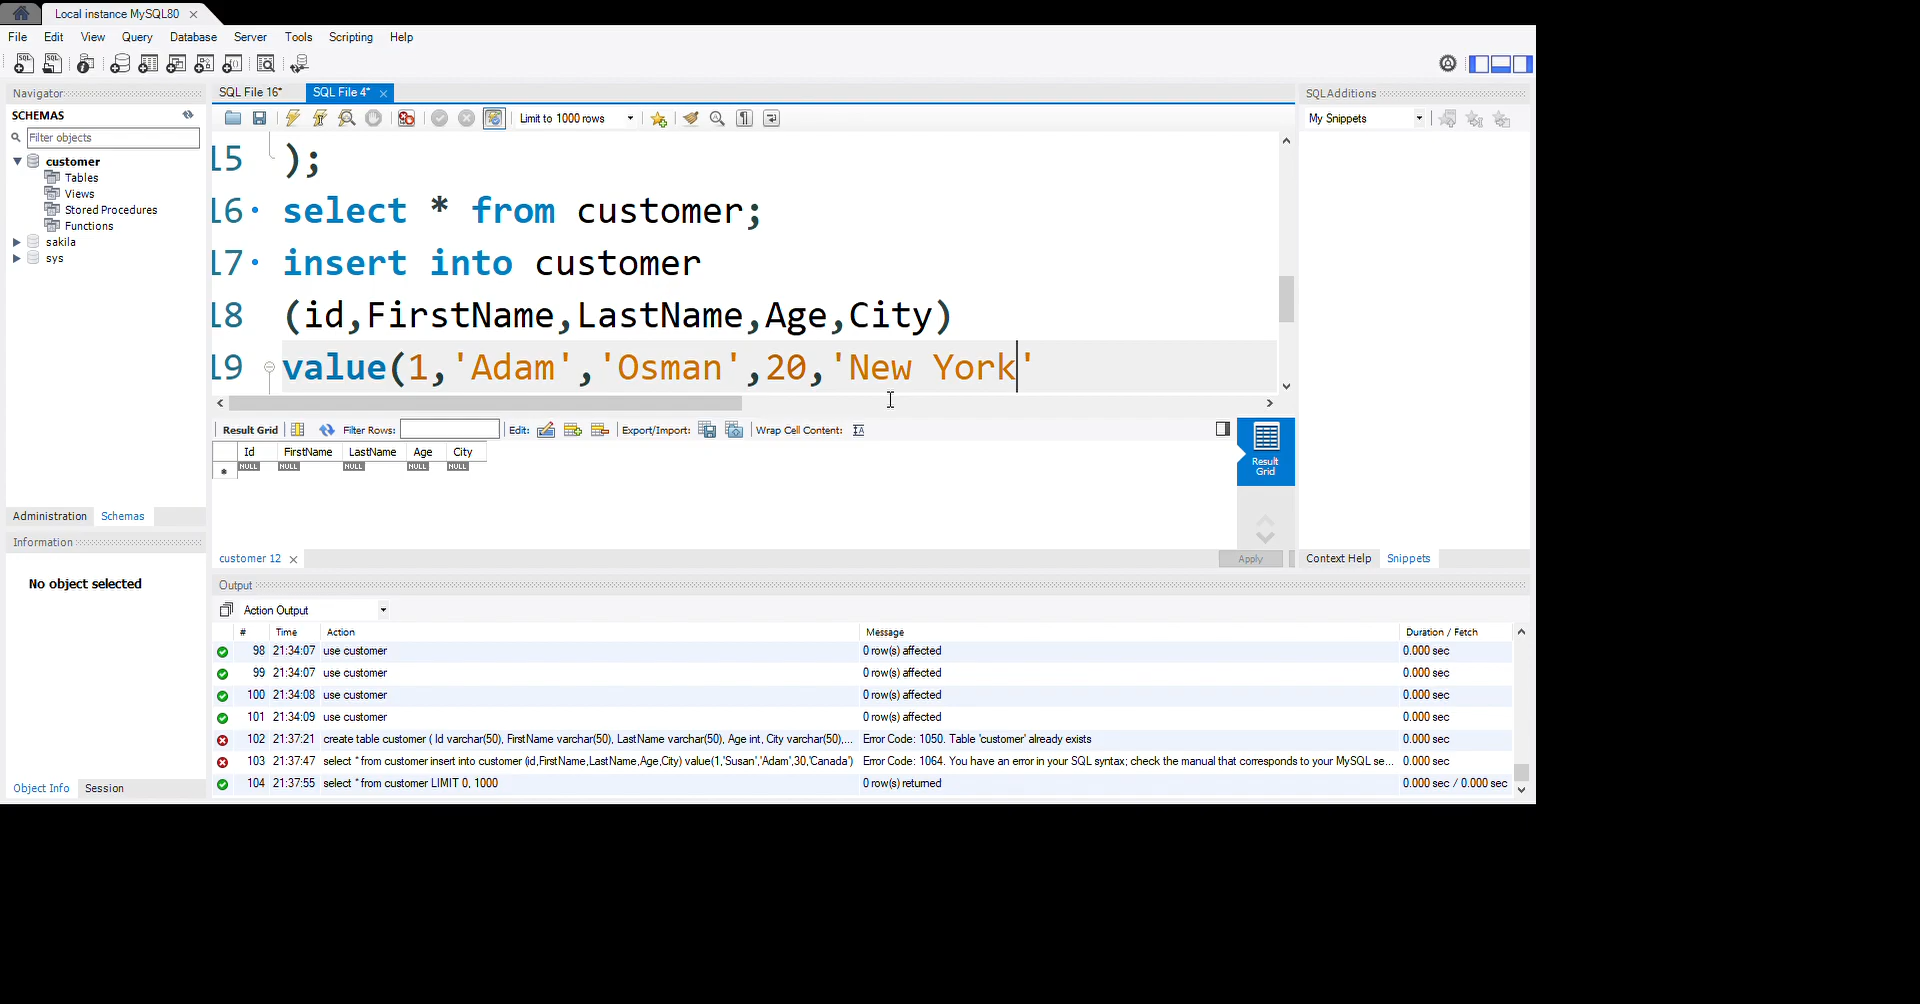 Local instance MySQL80
File Edit View Query Database Server Tools Scripting Help
Navigator
SCHEMAS
Filter objects
customer
Tables
Views
Stored Procedures
Functions
sakila
sys
Administration Schemas
Information
No object selected
Object Info Session
SQL File 16* SQL File 4*
Limit to 1000 rows
15 );
16 select * from customer;
17 insert into customer
18 (id,FirstName,LastName,Age,City)
19 value(1,'Adam','Osman',20,'New York'
Result Grid Filter Rows: Edit: Export/Import: Wrap Cell Content:
Id FirstName LastName Age City
NULL NULL NULL NULL NULL
Result Grid
customer 12
Apply
SQLAdditions
My Snippets
Context Help Snippets
Output
Action Output
# Time Action Message Duration / Fetch
98 21:34:07 use customer 0 row(s) affected 0.000 sec
99 21:34:07 use customer 0 row(s) affected 0.000 sec
100 21:34:08 use customer 0 row(s) affected 0.000 sec
101 21:34:09 use customer 0 row(s) affected 0.000 sec
102 21:37:21 create table customer ( Id varchar(50), FirstName varchar(50), LastName varchar(50), Age int, City varchar(50),... Error Code: 1050. Table 'customer' already exists 0.000 sec
103 21:37:47 select * from customer insert into customer (id,FirstName,LastName,Age,City) value(1,'Susan','Adam',30,'Canada') Error Code: 1064. You have an error in your SQL syntax; check the manual that corresponds to your MySQL se... 0.000 sec
104 21:37:55 select * from customer LIMIT 0, 1000 0 row(s) returned 0.000 sec / 0.000 sec